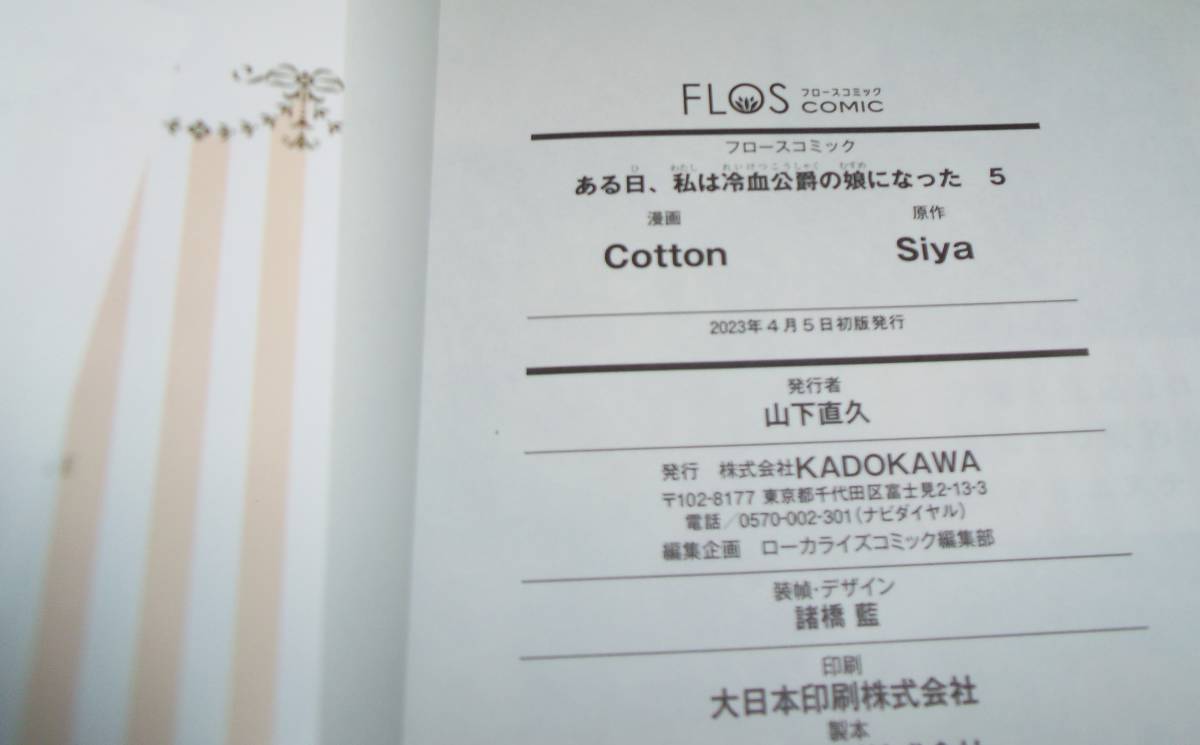 FLOS フロースコミック COMIC
フロースコミック
ある日、私は冷血公爵の娘になった 5
漫画 原作
Cotton Siya
2023年4月5日初版発行
発行者
山下直久
発行 株式会社KADOKAWA
〒102-8177 東京都千代田区富士見2-13-3
電話/0570-002-301(ナビダイヤル)
編集企画 ローカライズコミック編集部
装幀・デザイン
諸橋 藍
印刷
大日本印刷株式会社
製本